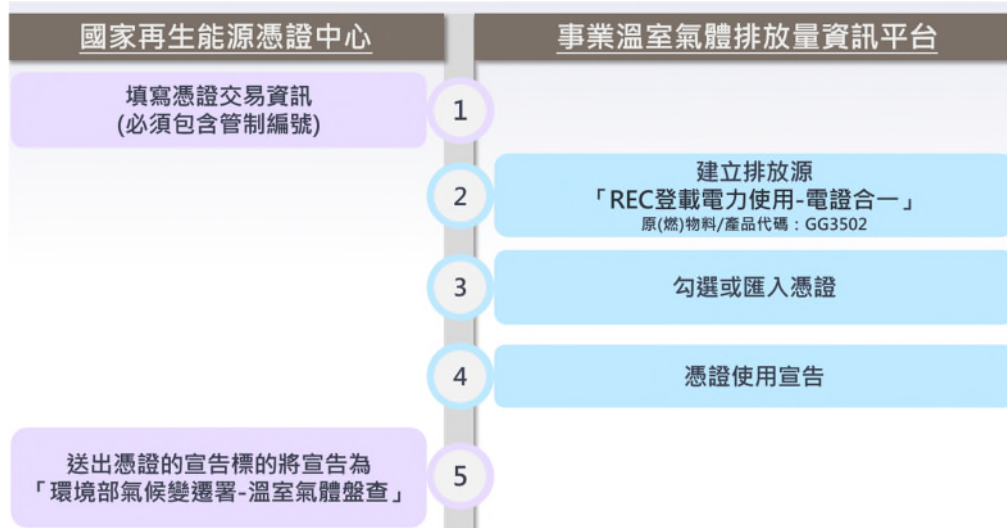 國家再生能源憑證中心
事業溫室氣體排放量資訊平台
填寫憑證交易資訊
(必須包含管制編號)
1
2
建立排放源
「REC登載電力使用-電證合一」
原(燃)物料/產品代碼：GG3502
3
勾選或匯入憑證
4
憑證使用宣告
送出憑證的宣告標的將宣告為
「環境部氣候變遷署-溫室氣體盤查」
5